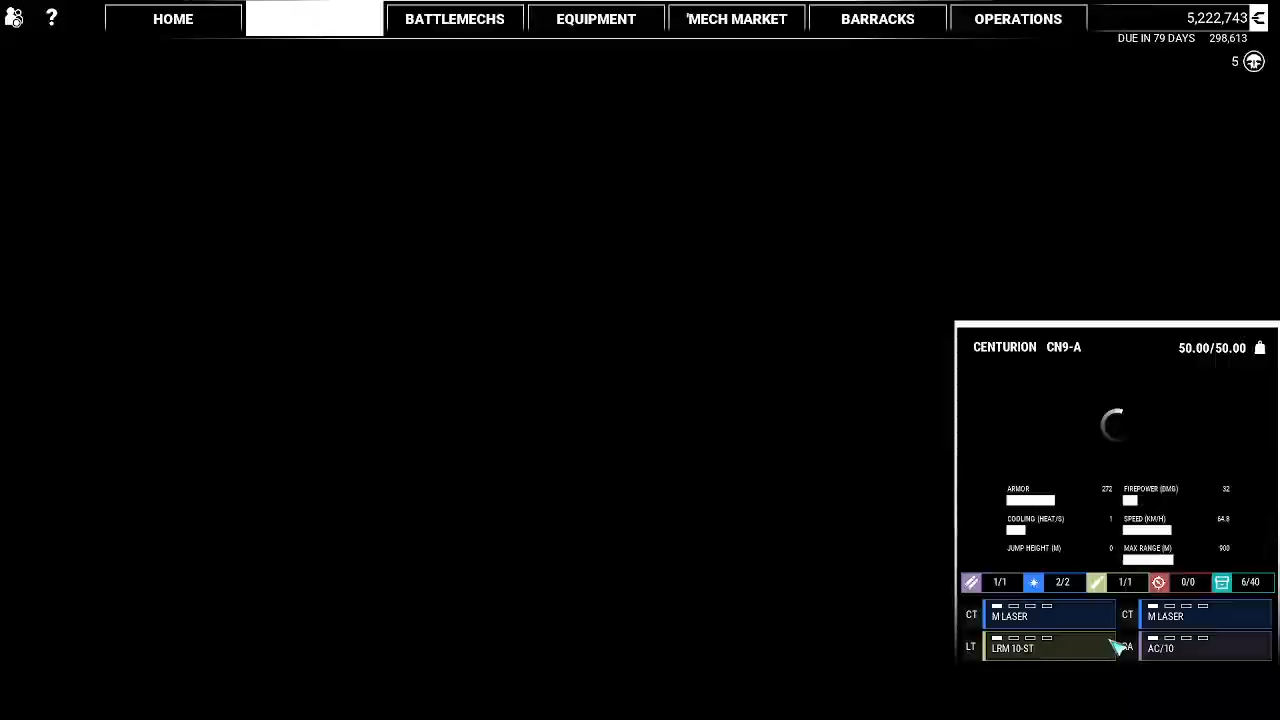 ?
HOME
BATTLEMECHS
EQUIPMENT
'MECH MARKET
BARRACKS
OPERATIONS
5,222,743
DUE IN 79 DAYS 298,613
5
CENTURION CN9-A 50.00/50.00
ARMOR 272 FIREPOWER (DMG) 32
COOLING (HEAT/S) 1 SPEED (KM/H) 64.8
JUMP HEIGHT (M) 0 MAX RANGE (M) 900
1/1 2/2 1/1 0/0 6/40
CT M LASER CT M LASER
LT LRM 10-ST RA AC/10